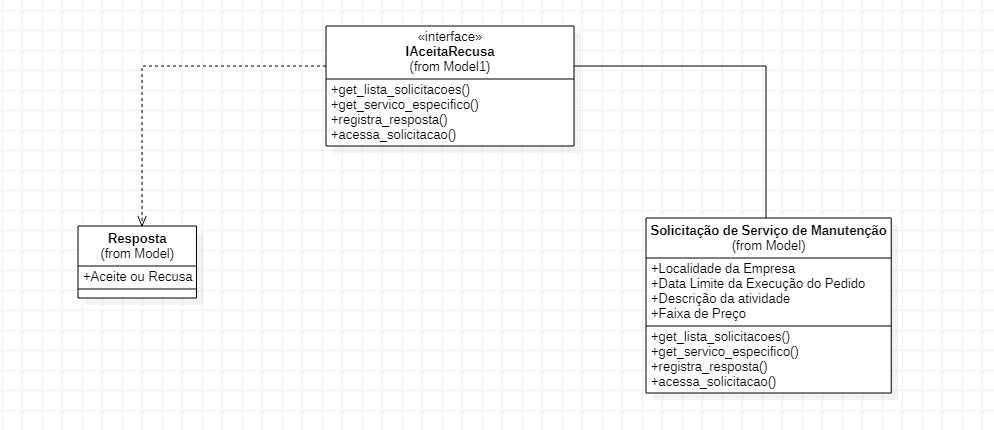 «interface»
IAceitaRecusa
(from Model1)
+get_lista_solicitacoes()
+get_servico_especifico()
+registra_resposta()
+acessa_solicitacao()
Resposta
(from Model)
+Aceite ou Recusa
Solicitação de Serviço de Manutenção
(from Model)
+Localidade da Empresa
+Data Limite da Execução do Pedido
+Descrição da atividade
+Faixa de Preço
+get_lista_solicitacoes()
+get_servico_especifico()
+registra_resposta()
+acessa_solicitacao()